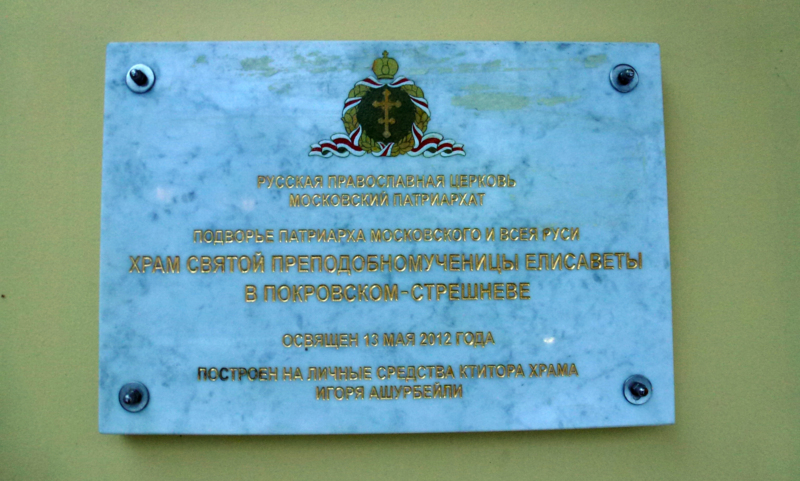 РУССКАЯ ПРАВОСЛАВНАЯ ЦЕРКОВЬ
МОСКОВСКИЙ ПАТРИАРХАТ
ПОДВОРЬЕ ПАТРИАРХА МОСКОВСКОГО И ВСЕЯ РУСИ
ХРАМ СВЯТОЙ ПРЕПОДОБНОМУЧЕНИЦЫ ЕЛИСАВЕТЫ
В ПОКРОВСКОМ-СТРЕШНЕВЕ
ОСВЯЩЕН 13 МАЯ 2012 ГОДА
ПОСТРОЕН НА ЛИЧНЫЕ СРЕДСТВА КТИТОРА ХРАМА
ИГОРЯ АШУРБЕЙЛИ